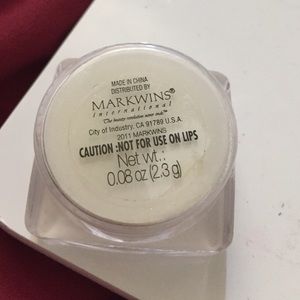 MADE IN CHINA
DISTRIBUTED BY
MARKWINS®
International
The beauty revolution never ends™
City of Industry, CA 91789 U.S.A.
2011 MARKWINS
CAUTION :NOT FOR USE ON LIPS
Net wt.:
0.08 oz (2.3 g)